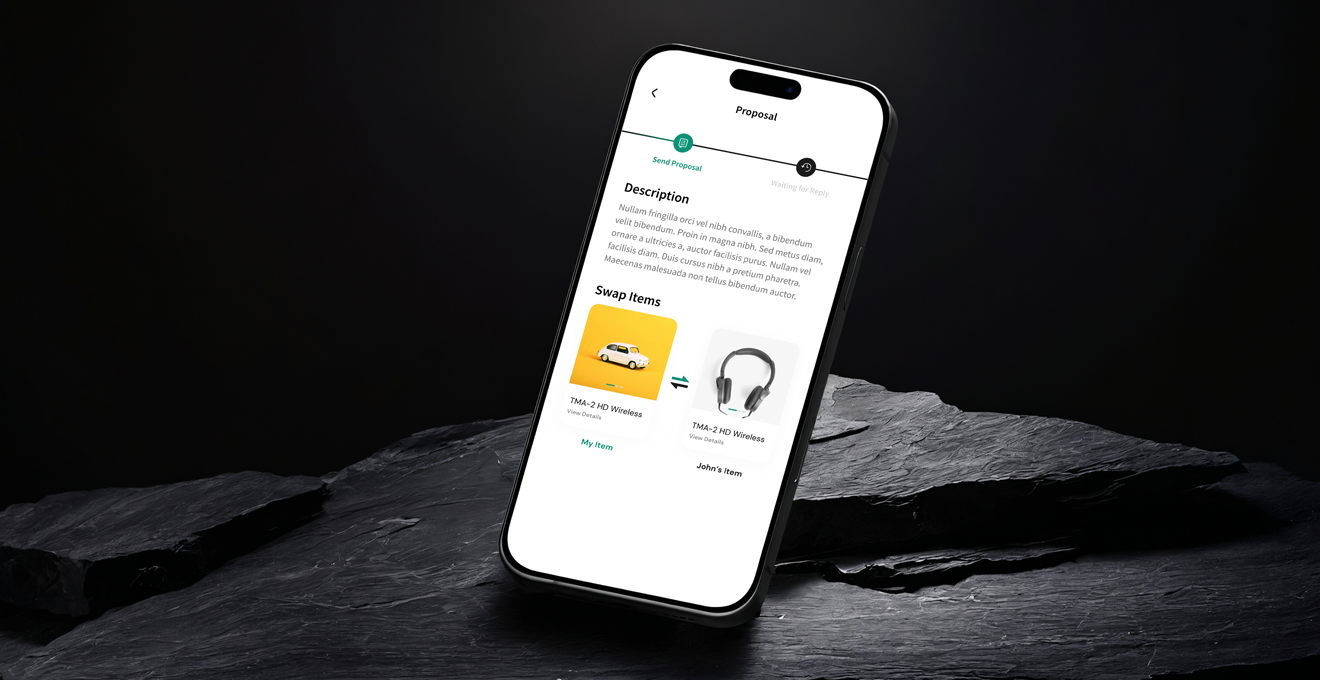 Proposal
Send Proposal
Waiting for Reply
Description
Nullam fringilla orci vel nibh convallis, a bibendum
velit bibendum. Proin in magna nibh. Sed metus diam,
ornare a ultricies a, auctor facilisis purus. Nullam vel
facilisis diam. Duis cursus nibh a pretium pharetra.
Maecenas malesuada non tellus bibendum auctor.
Swap Items
TMA-2 HD Wireless
View Details
My Item
TMA-2 HD Wireless
View Details
John's Item